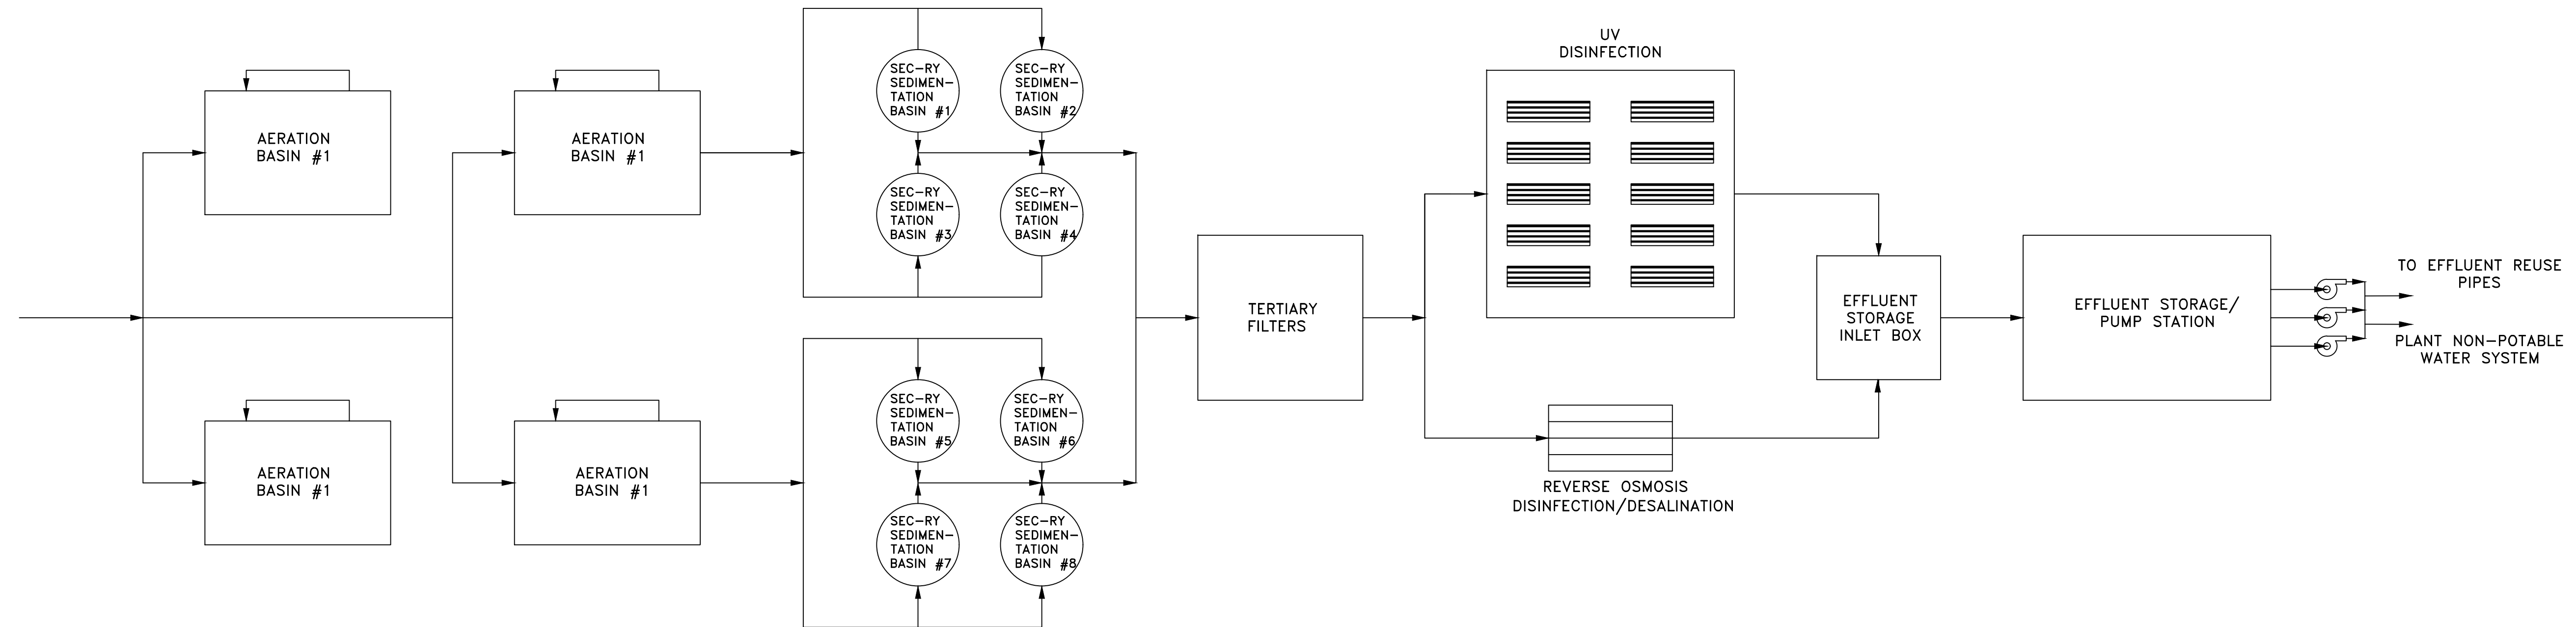 AERATION
BASIN #1
AERATION
BASIN #1
AERATION
BASIN #1
AERATION
BASIN #1
SEC-RY
SEDIMEN-
TATION
BASIN #1
SEC-RY
SEDIMEN-
TATION
BASIN #2
SEC-RY
SEDIMEN-
TATION
BASIN #3
SEC-RY
SEDIMEN-
TATION
BASIN #4
SEC-RY
SEDIMEN-
TATION
BASIN #5
SEC-RY
SEDIMEN-
TATION
BASIN #6
SEC-RY
SEDIMEN-
TATION
BASIN #7
SEC-RY
SEDIMEN-
TATION
BASIN #8
TERTIARY
FILTERS
UV
DISINFECTION
REVERSE OSMOSIS
DISINFECTION/DESALINATION
EFFLUENT
STORAGE
INLET BOX
EFFLUENT STORAGE/
PUMP STATION
TO EFFLUENT REUSE
PIPES
PLANT NON-POTABLE
WATER SYSTEM